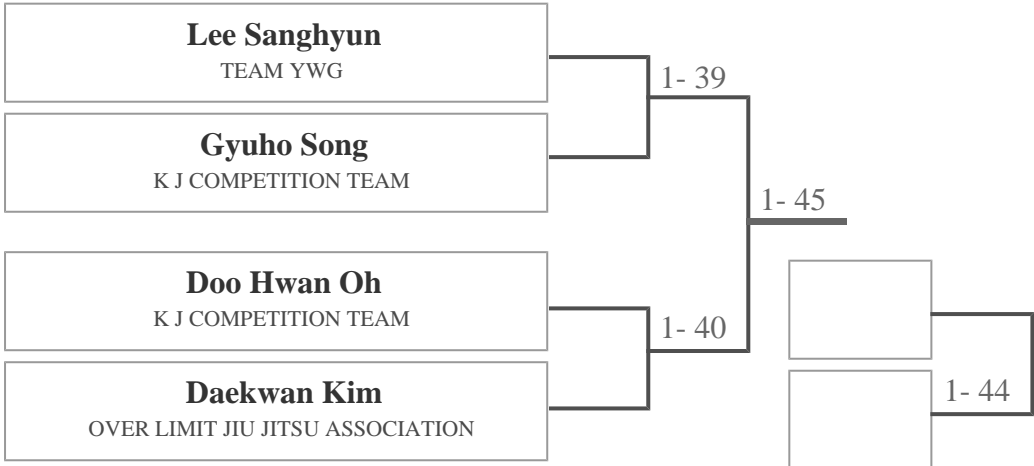 Lee Sanghyun
TEAM YWG
1- 39
Gyuho Song
K J COMPETITION TEAM
1- 45
Doo Hwan Oh
K J COMPETITION TEAM
1- 40
Daekwan Kim
OVER LIMIT JIU JITSU ASSOCIATION
1- 44